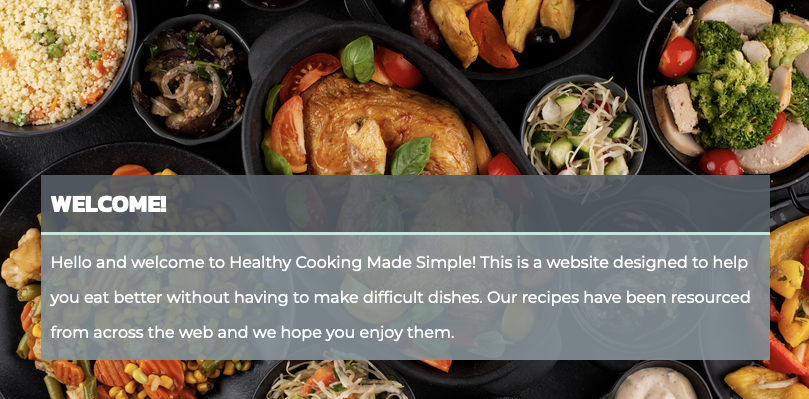 WELCOME!
Hello and welcome to Healthy Cooking Made Simple! This is a website designed to help
you eat better without having to make difficult dishes. Our recipes have been resourced
from across the web and we hope you enjoy them.